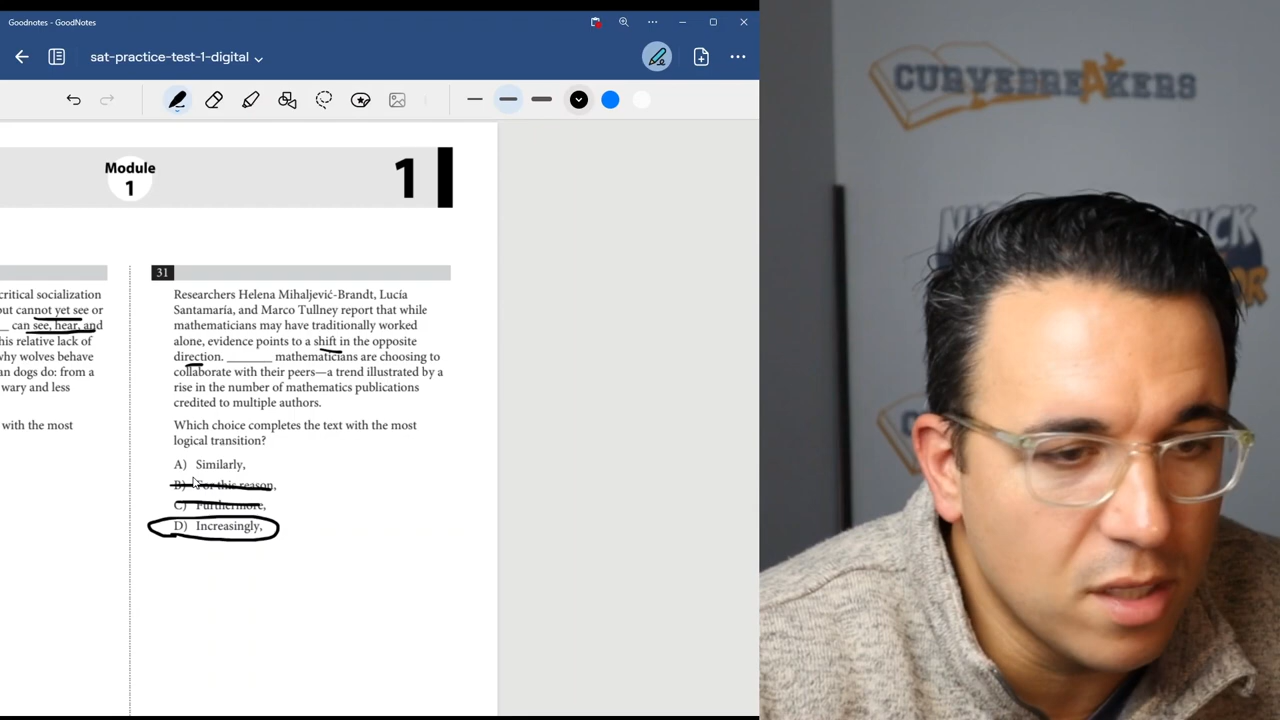 Goodnotes - GoodNotes
sat-practice-test-1-digital
Module
1
1
critical socialization
but cannot yet see or
can see, hear, and
his relative lack of
why wolves behave
an dogs do: from a
wary and less
with the most
31
Researchers Helena Mihaljević-Brandt, Lucía
Santamaría, and Marco Tullney report that while
mathematicians may have traditionally worked
alone, evidence points to a shift in the opposite
direction. _______ mathematicians are choosing to
collaborate with their peers—a trend illustrated by a
rise in the number of mathematics publications
credited to multiple authors.
Which choice completes the text with the most
logical transition?
A) Similarly,
B) For this reason,
C) Furthermore,
D) Increasingly,
CURVEBREAKERS